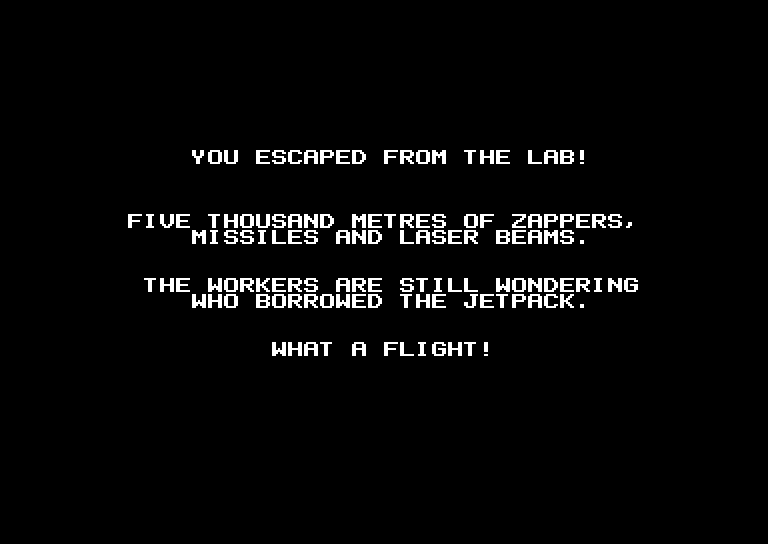 YOU ESCAPED FROM THE LAB!
FIVE THOUSAND METRES OF ZAPPERS,
MISSILES AND LASER BEAMS.
THE WORKERS ARE STILL WONDERING
WHO BORROWED THE JETPACK.
WHAT A FLIGHT!